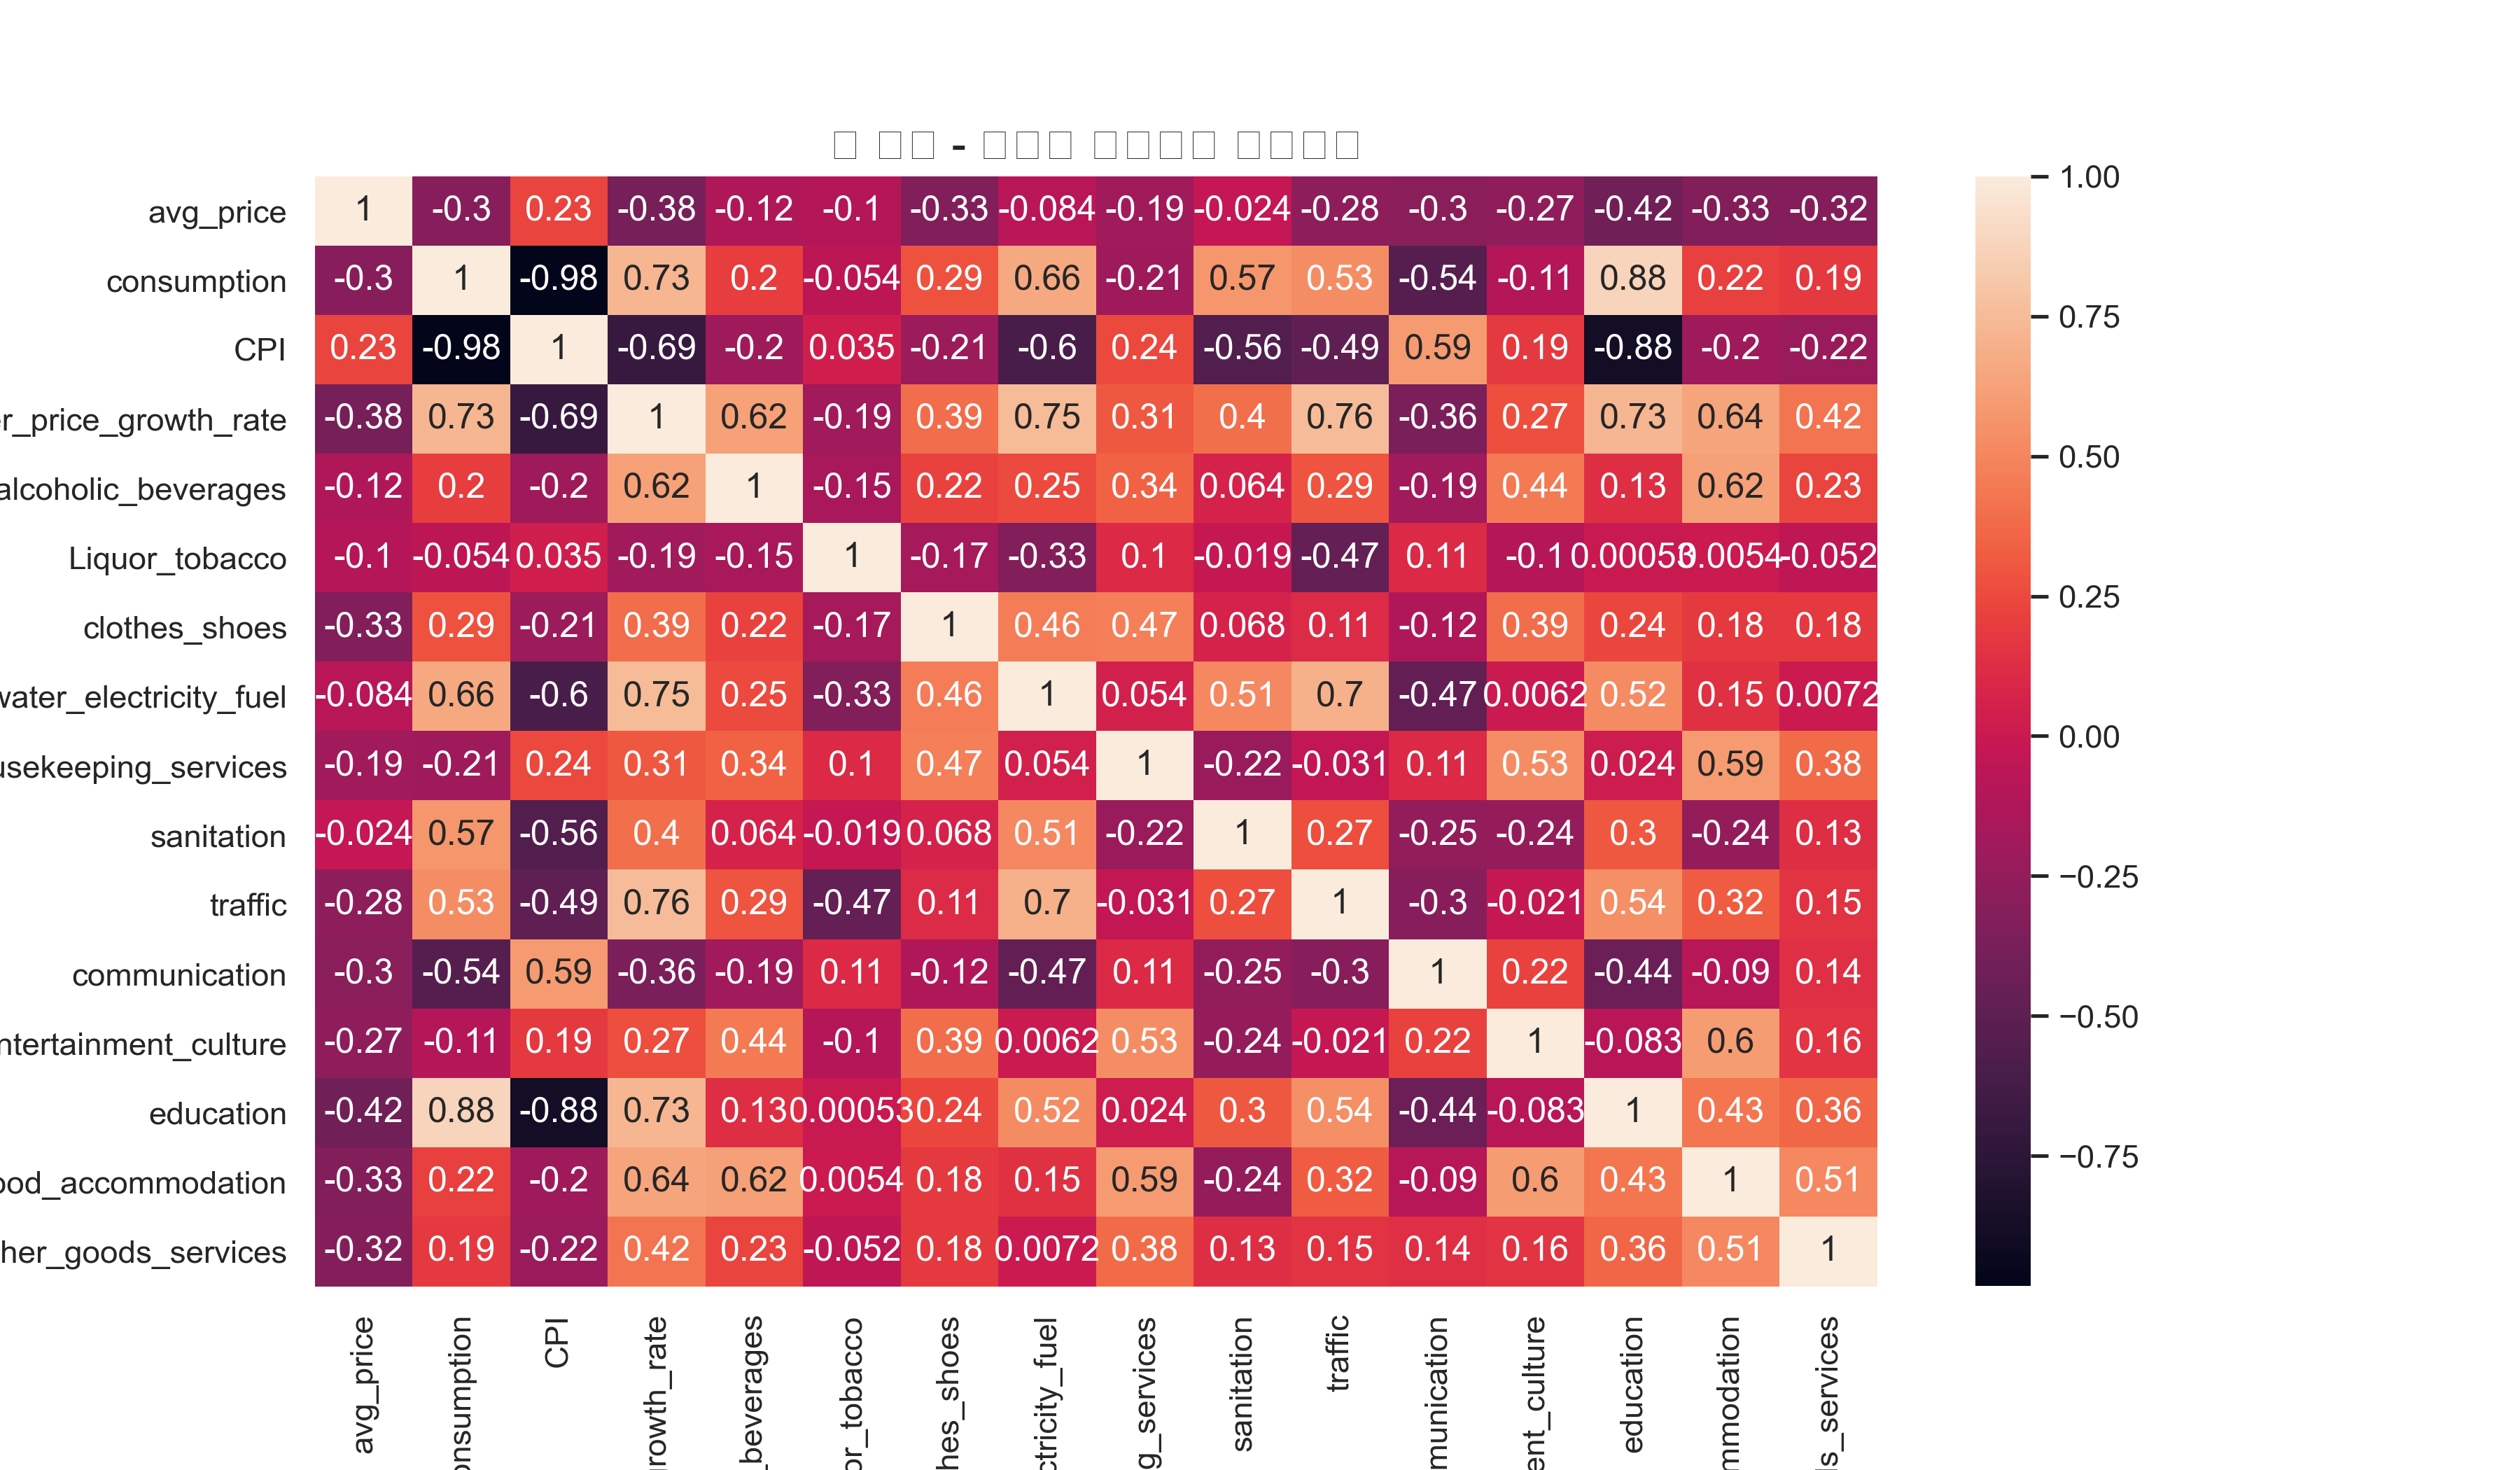 -
avg_price 1 -0.3 0.23 -0.38 -0.12 -0.1 -0.33 -0.084 -0.19 -0.024 -0.28 -0.3 -0.27 -0.42 -0.33 -0.32
consumption -0.3 1 -0.98 0.73 0.2 -0.054 0.29 0.66 -0.21 0.57 0.53 -0.54 -0.11 0.88 0.22 0.19
CPI 0.23 -0.98 1 -0.69 -0.2 0.035 -0.21 -0.6 0.24 -0.56 -0.49 0.59 0.19 -0.88 -0.2 -0.22
er_price_growth_rate -0.38 0.73 -0.69 1 0.62 -0.19 0.39 0.75 0.31 0.4 0.76 -0.36 0.27 0.73 0.64 0.42
alcoholic_beverages -0.12 0.2 -0.2 0.62 1 -0.15 0.22 0.25 0.34 0.064 0.29 -0.19 0.44 0.13 0.62 0.23
Liquor_tobacco -0.1 -0.054 0.035 -0.19 -0.15 1 -0.17 -0.33 0.1 -0.019 -0.47 0.11 -0.1 0.00053 0.0054 -0.052
clothes_shoes -0.33 0.29 -0.21 0.39 0.22 -0.17 1 0.46 0.47 0.068 0.11 -0.12 0.39 0.24 0.18 0.18
water_electricity_fuel -0.084 0.66 -0.6 0.75 0.25 -0.33 0.46 1 0.054 0.51 0.7 -0.47 0.0062 0.52 0.15 0.0072
usekeeping_services -0.19 -0.21 0.24 0.31 0.34 0.1 0.47 0.054 1 -0.22 -0.031 0.11 0.53 0.024 0.59 0.38
sanitation -0.024 0.57 -0.56 0.4 0.064 -0.019 0.068 0.51 -0.22 1 0.27 -0.25 -0.24 0.3 -0.24 0.13
traffic -0.28 0.53 -0.49 0.76 0.29 -0.47 0.11 0.7 -0.031 0.27 1 -0.3 -0.021 0.54 0.32 0.15
communication -0.3 -0.54 0.59 -0.36 -0.19 0.11 -0.12 -0.47 0.11 -0.25 -0.3 1 0.22 -0.44 -0.09 0.14
ntertainment_culture -0.27 -0.11 0.19 0.27 0.44 -0.1 0.39 0.0062 0.53 -0.24 -0.021 0.22 1 -0.083 0.6 0.16
education -0.42 0.88 -0.88 0.73 0.13 0.00053 0.24 0.52 0.024 0.3 0.54 -0.44 -0.083 1 0.43 0.36
ood_accommodation -0.33 0.22 -0.2 0.64 0.62 0.0054 0.18 0.15 0.59 -0.24 0.32 -0.09 0.6 0.43 1 0.51
her_goods_services -0.32 0.19 -0.22 0.42 0.23 -0.052 0.18 0.0072 0.38 0.13 0.15 0.14 0.16 0.36 0.51 1
avg_price
onsumption
CPI
growth_rate
_beverages
or_tobacco
hes_shoes
ctricity_fuel
g_services
sanitation
traffic
munication
ent_culture
education
mmodation
ds_services
1.00
0.75
0.50
0.25
0.00
−0.25
−0.50
−0.75